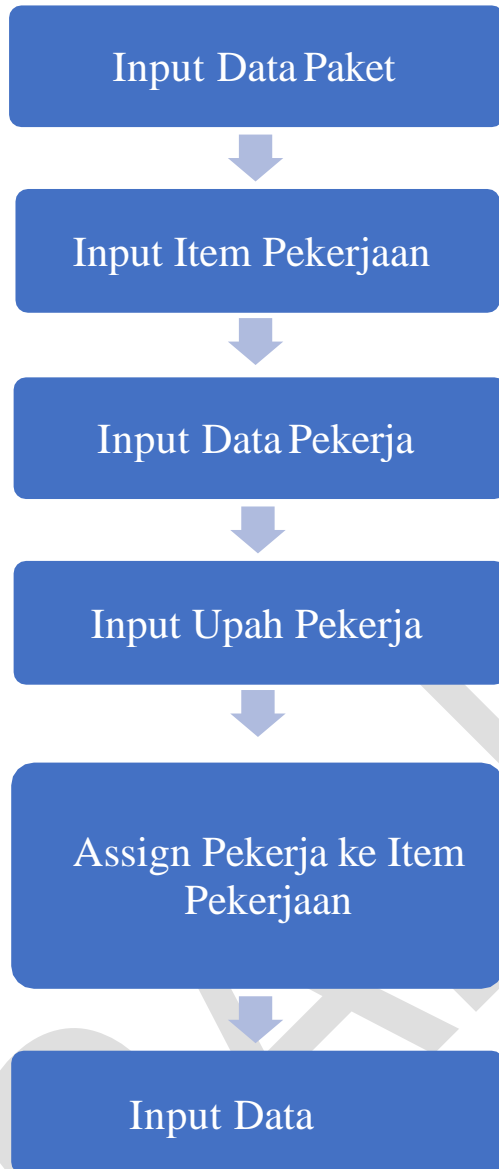 Input Data Paket
Input Item Pekerjaan
Input Data Pekerja
Input Upah Pekerja
Assign Pekerja ke Item
Pekerjaan
Input Data